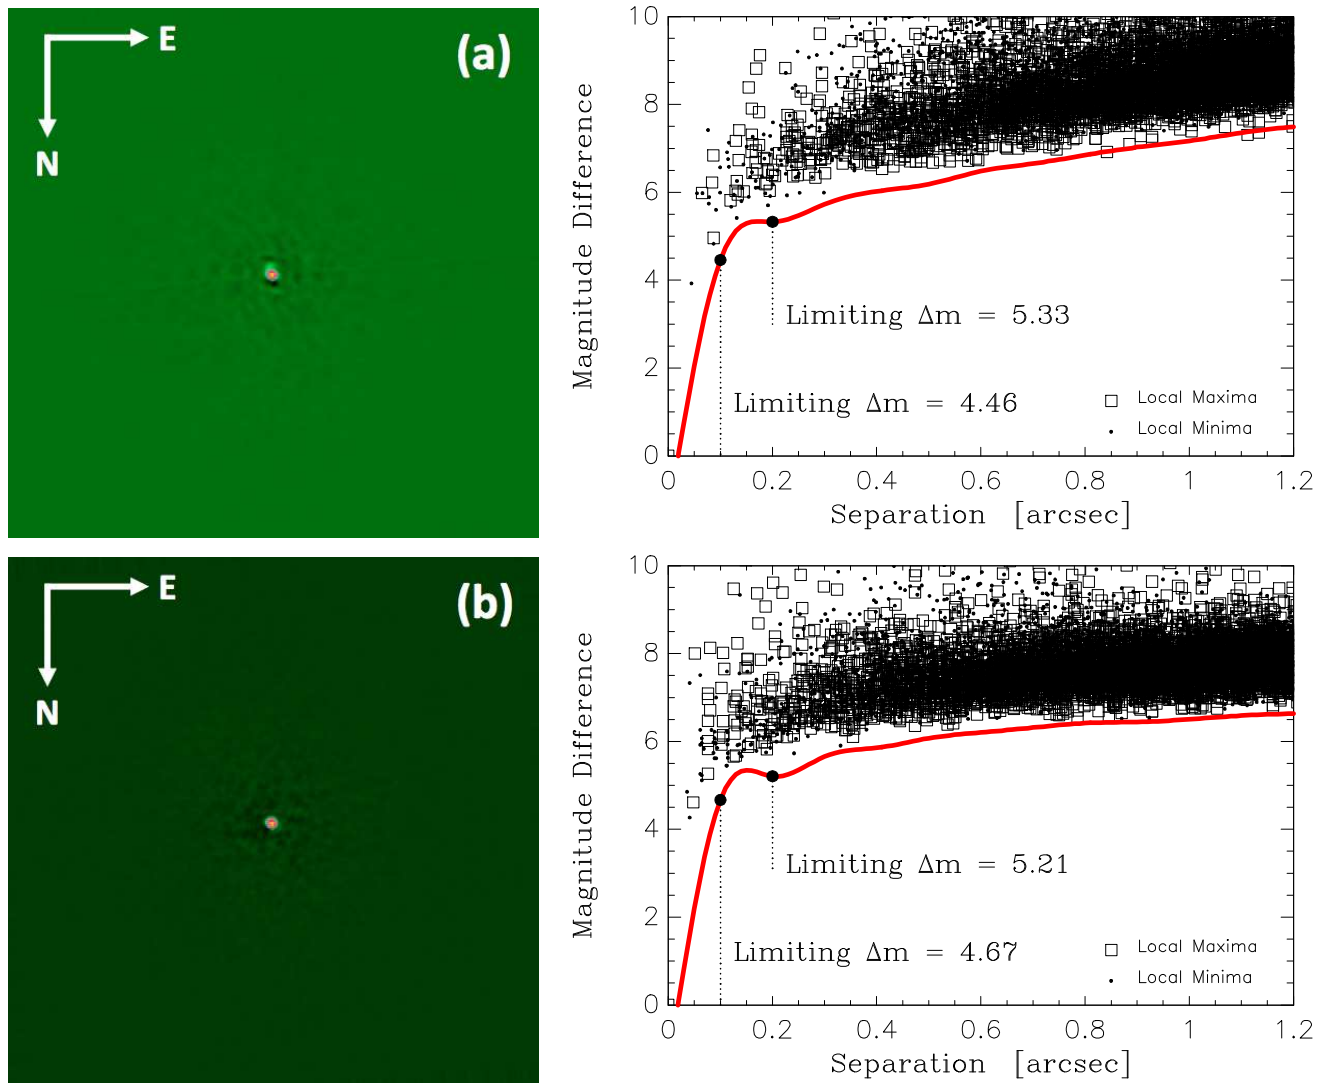 E
(a)
N
10
8
6
4
2
0
Magnitude Difference
Limiting Δm = 5.33
Limiting Δm = 4.46
Local Maxima
Local Minima
0 0.2 0.4 0.6 0.8 1 1.2
Separation [arcsec]
E
(b)
N
10
8
6
4
2
0
Magnitude Difference
Limiting Δm = 5.21
Limiting Δm = 4.67
Local Maxima
Local Minima
0 0.2 0.4 0.6 0.8 1 1.2
Separation [arcsec]